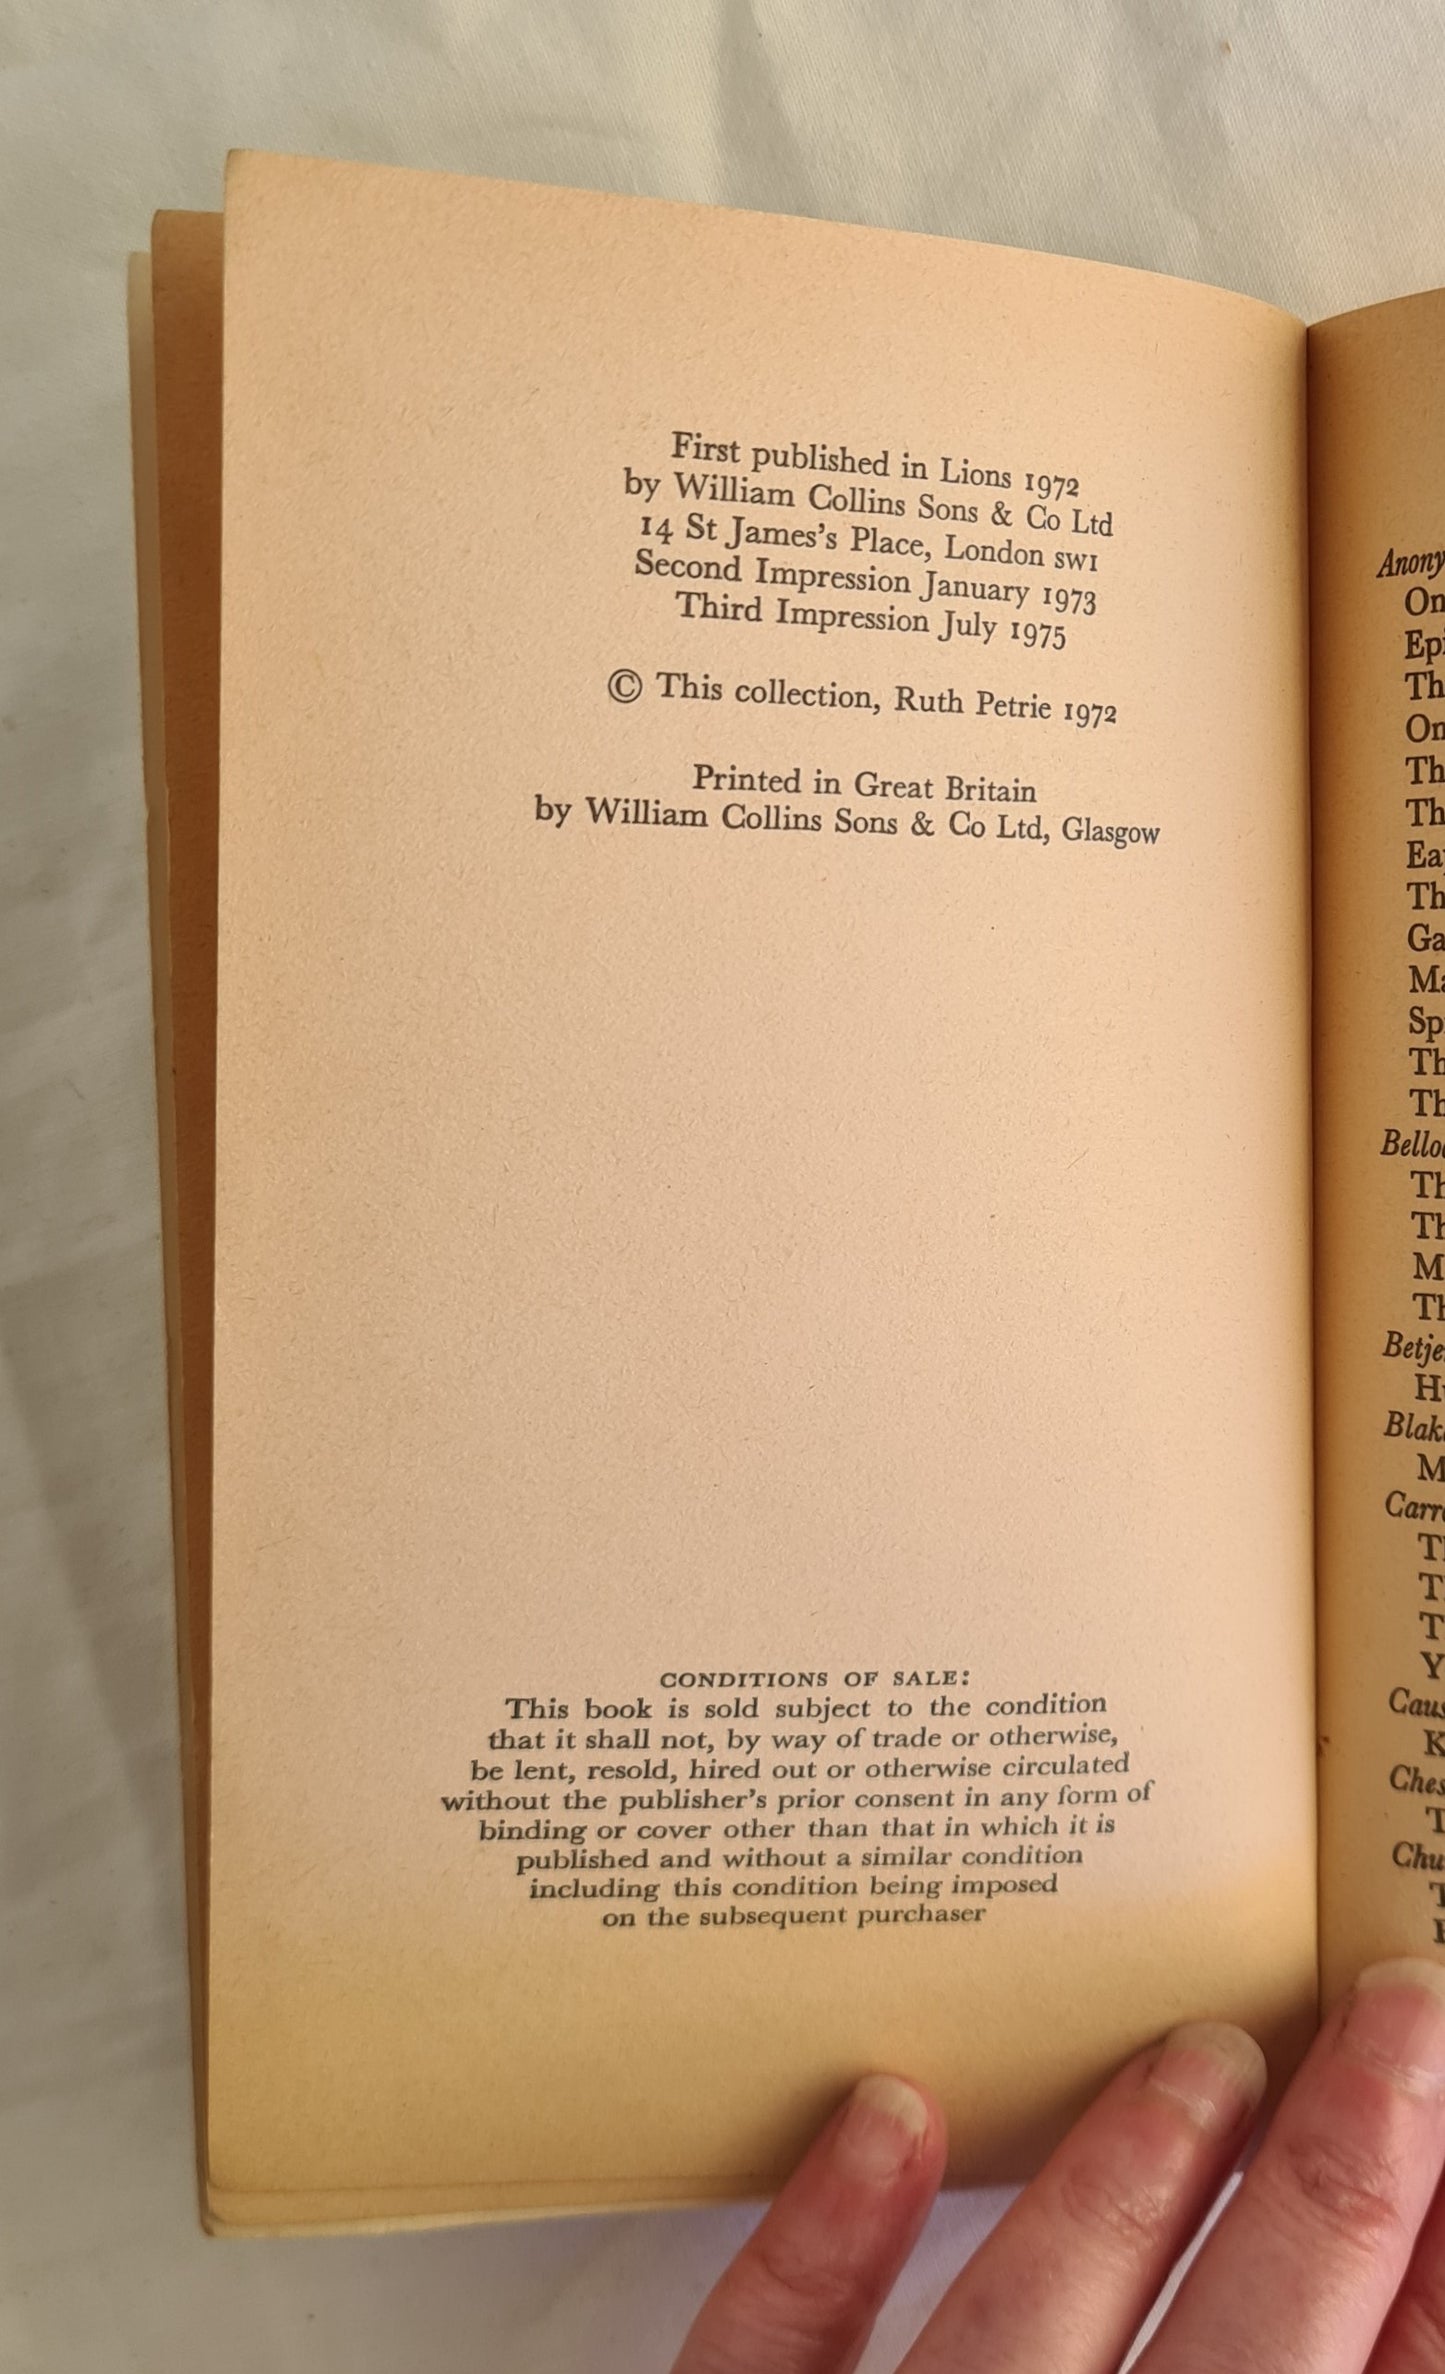 First published in Lions 1972
by William Collins Sons & Co Ltd
14 St James's Place, London SW1
Second Impression January 1973
Third Impression July 1975
© This collection, Ruth Petrie 1972
Printed in Great Britain
by William Collins Sons & Co Ltd, Glasgow
CONDITIONS OF SALE:
This book is sold subject to the condition
that it shall not, by way of trade or otherwise,
be lent, resold, hired out or otherwise circulated
without the publisher's prior consent in any form of
binding or cover other than that in which it is
published and without a similar condition
including this condition being imposed
on the subsequent purchaser